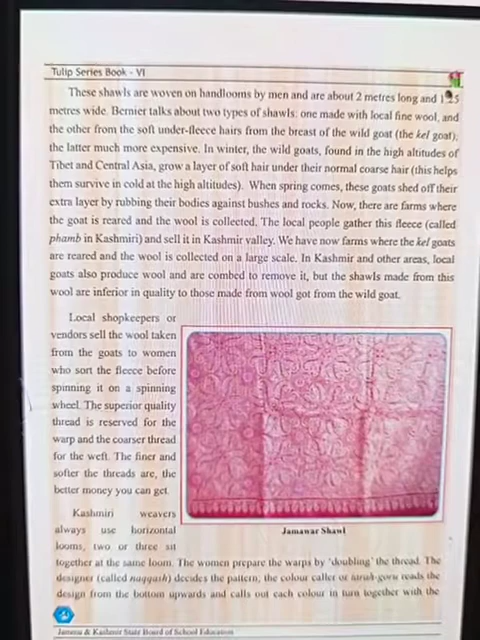 Tulip Series Book - VI
These shawls are woven on handlooms by men and are about 2 metres long and 1.25
metres wide. Bernier talks about two types of shawls: one made with local fine wool, and
the other from the soft under-fleece hairs from the breast of the wild goat (the kel goat);
the latter much more expensive. In winter, the wild goats, found in the high altitudes of
Tibet and Central Asia, grow a layer of soft hair under their normal coarse hair (this helps
them survive in cold at the high altitudes). When spring comes, these goats shed off their
extra layer by rubbing their bodies against bushes and rocks. Now, there are farms where
the goat is reared and the wool is collected. The local people gather this fleece (called
phamb in Kashmiri) and sell it in Kashmir valley. We have now farms where the kel goats
are reared and the wool is collected on a large scale. In Kashmir and other areas, local
goats also produce wool and are combed to remove it, but the shawls made from this
wool are inferior in quality to those made from wool got from the wild goat.
Local shopkeepers or
vendors sell the wool taken
from the goats to women
who sort the fleece before
spinning it on a spinning
wheel. The superior quality
thread is reserved for the
warp and the coarser thread
for the weft. The finer and
softer the threads are, the
better money you can get.
Kashmiri weavers
always use horizontal
looms, two or three sit
Jamawar Shawl
together at the same loom. The women prepare the warps by 'doubling' the thread. The
designer (called naqqash) decides the pattern, the colour caller or tarah-guru reads the
design from the bottom upwards and calls out each colour in turn together with the
Jammu & Kashmir State Board of School Education